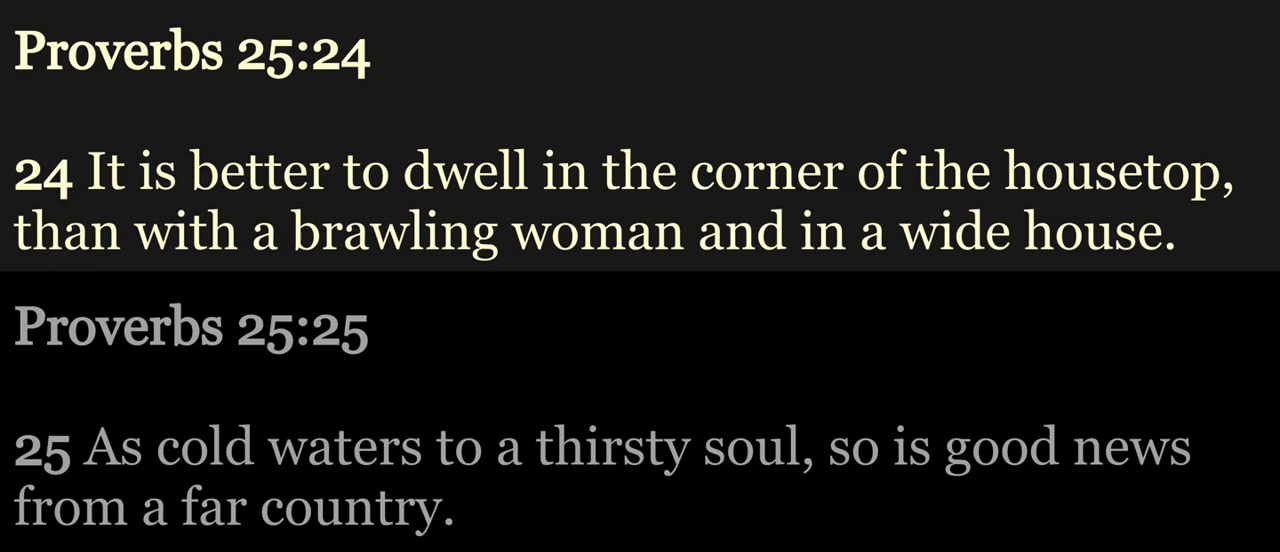 Proverbs 25:24
24 It is better to dwell in the corner of the housetop,
than with a brawling woman and in a wide house.
Proverbs 25:25
25 As cold waters to a thirsty soul, so is good news
from a far country.